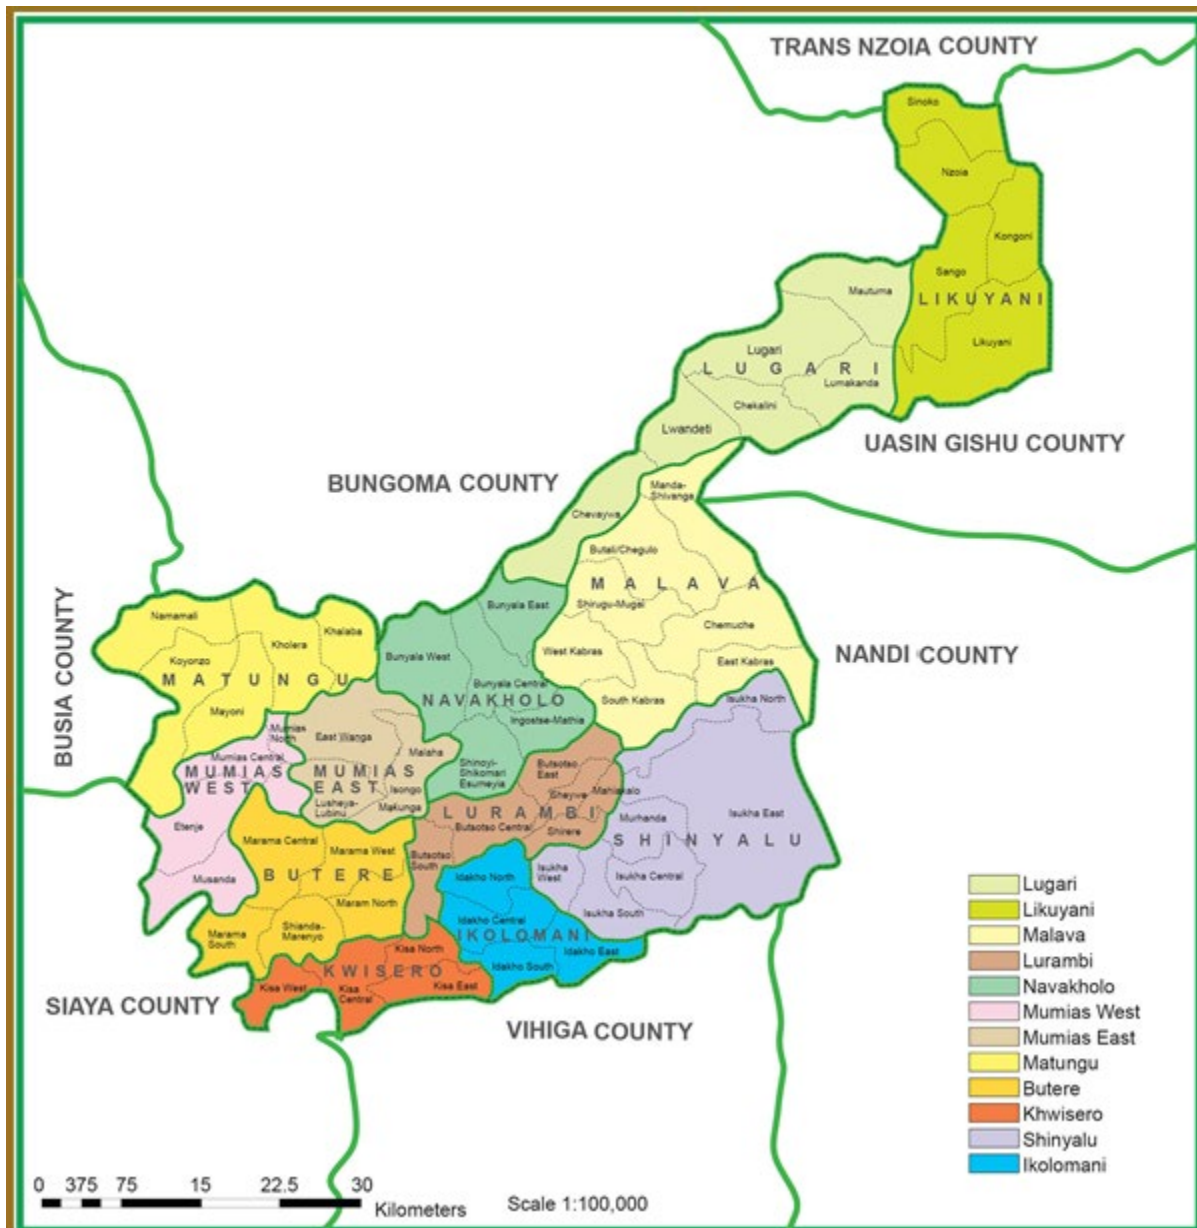 TRANS NZOIA COUNTY
Sinoko
Nzoia
Kongoni
Sango
LIKUYANI
Likuyani
Mautuma
Lugari
LUGARI
Lumakanda
Chekalini
Lwandeti
UASIN GISHU COUNTY
BUNGOMA COUNTY
Manda-
Shivanga
Chevaywa
Butali/Chegulo
MALAVA
Shirugu-Mugai
Chemuche
West Kabras
East Kabras
South Kabras
NANDI COUNTY
BUSIA COUNTY
Namamali
Kholera
Khalaba
Koyonzo
MATUNGU
Mayoni
Bunyala East
Bunyala West
Bunyala Central
NAVAKHOLO
Ingostse-Mathia
Shinoyi-
Shikomari
Esumeyia
Mumias
North
Mumias Central
MUMIAS
WEST
Etenje
Musanda
East Wanga
Malaha
MUMIAS
EAST
Isongo
Lusheya-
Lubinu
Makunga
Butsotso
East
Sheywe
Mahiakalo
LURAMBI
Butsotso Central
Shirere
Butsotso
South
Isukha North
Murhanda
Isukha East
SHINYALU
Isukha
West
Isukha Central
Isukha South
Marama Central
Marama West
BUTERE
Maram North
Shianda-
Marenyo
Marama
South
Idakho North
Idakho Central
IKOLOMANI
Idakho East
Idakho South
Kisa North
KWISERO
Kisa West
Kisa
Central
Kisa East
SIAYA COUNTY
VIHIGA COUNTY
Lugari
Likuyani
Malava
Lurambi
Navakholo
Mumias West
Mumias East
Matungu
Butere
Khwisero
Shinyalu
Ikolomani
0 375 75 15 22.5 30
Kilometers
Scale 1:100,000